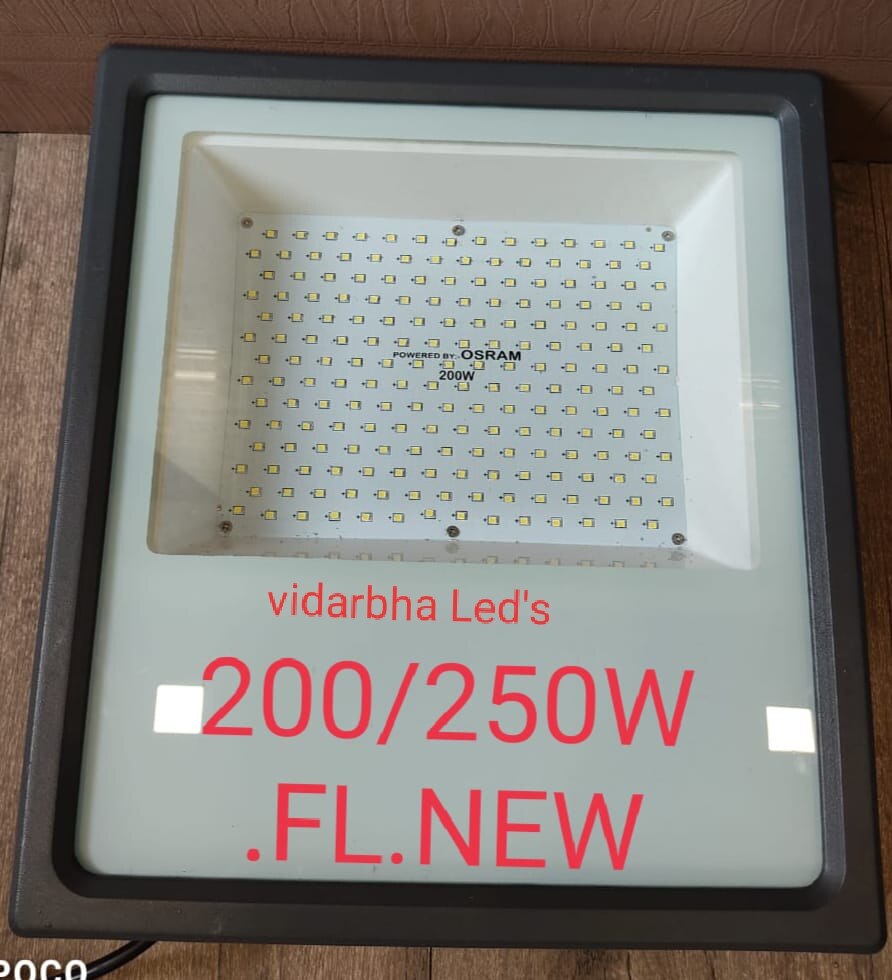 POWERED BY:-OSRAM
200W
vidarbha Led's
200/250W
.FL.NEW
POCO